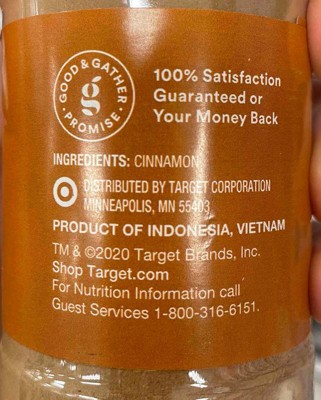 GOOD & GATHER
g
• PROMISE •
100% Satisfaction
Guaranteed or
Your Money Back
INGREDIENTS: CINNAMON
DISTRIBUTED BY TARGET CORPORATION
MINNEAPOLIS, MN 55403
PRODUCT OF INDONESIA, VIETNAM
TM & ©2020 Target Brands, Inc.
Shop Target.com
For Nutrition Information call
Guest Services 1-800-316-6151.